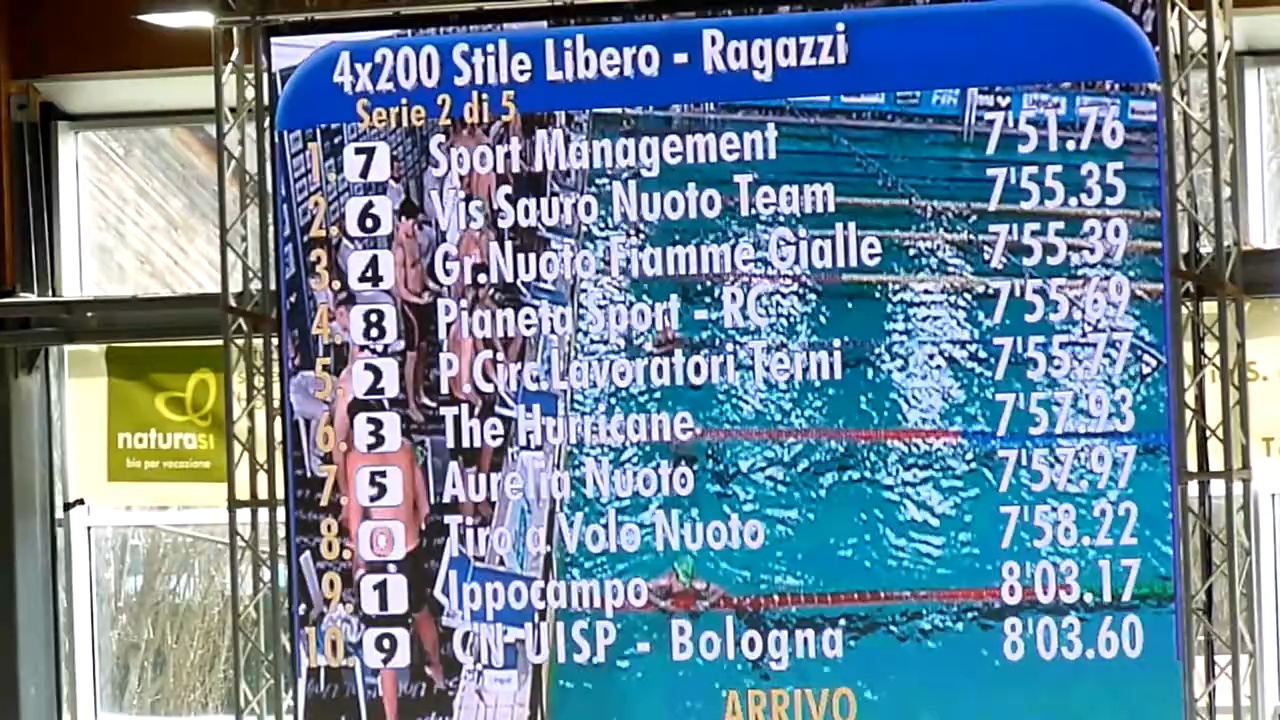 4x200 Stile Libero - Ragazzi
Serie 2 di 5
1. 7 Sport Management 7'51.76
2. 6 Vis Sauro Nuoto Team 7'55.35
3. 4 Gr.Nuoto Fiamme Gialle 7'55.39
4. 8 Pianeta Sport - RC 7'55.69
5. 2 P.Circ.Lavoratori Terni 7'55.77
6. 3 The Hurricane 7'57.93
7. 5 Aurelia Nuoto 7'57.97
8. 0 Tiro a Volo Nuoto 7'58.22
9. 1 Ippocampo 8'03.17
10. 9 CN UISP - Bologna 8'03.60
ARRIVO
naturasì
bio per vocazione